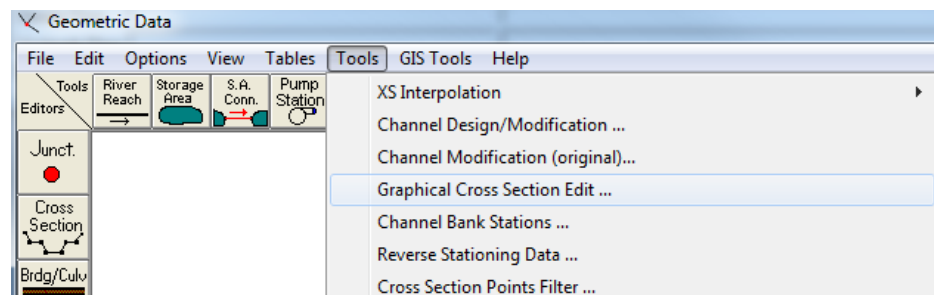 Geometric Data
File Edit Options View Tables Tools GIS Tools Help
Tools
Editors
River
Reach
Storage
Area
S.A.
Conn.
Pump
Station
Junct.
Cross
Section
Brdg/Culv
XS Interpolation
Channel Design/Modification ...
Channel Modification (original)...
Graphical Cross Section Edit ...
Channel Bank Stations ...
Reverse Stationing Data ...
Cross Section Points Filter ...